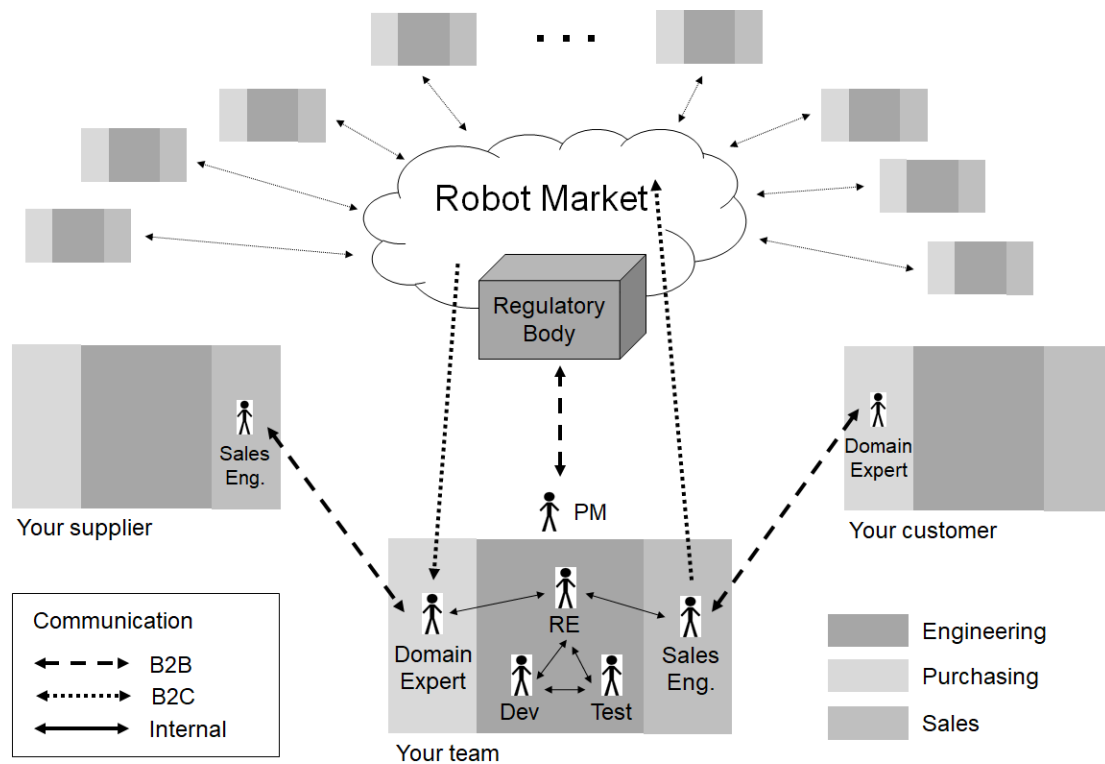 . . .
Robot Market
Regulatory
Body
Sales
Eng.
Your supplier
Domain
Expert
Your customer
PM
RE
Domain
Expert
Sales
Eng.
Dev
Test
Your team
Communication
B2B
B2C
Internal
Engineering
Purchasing
Sales